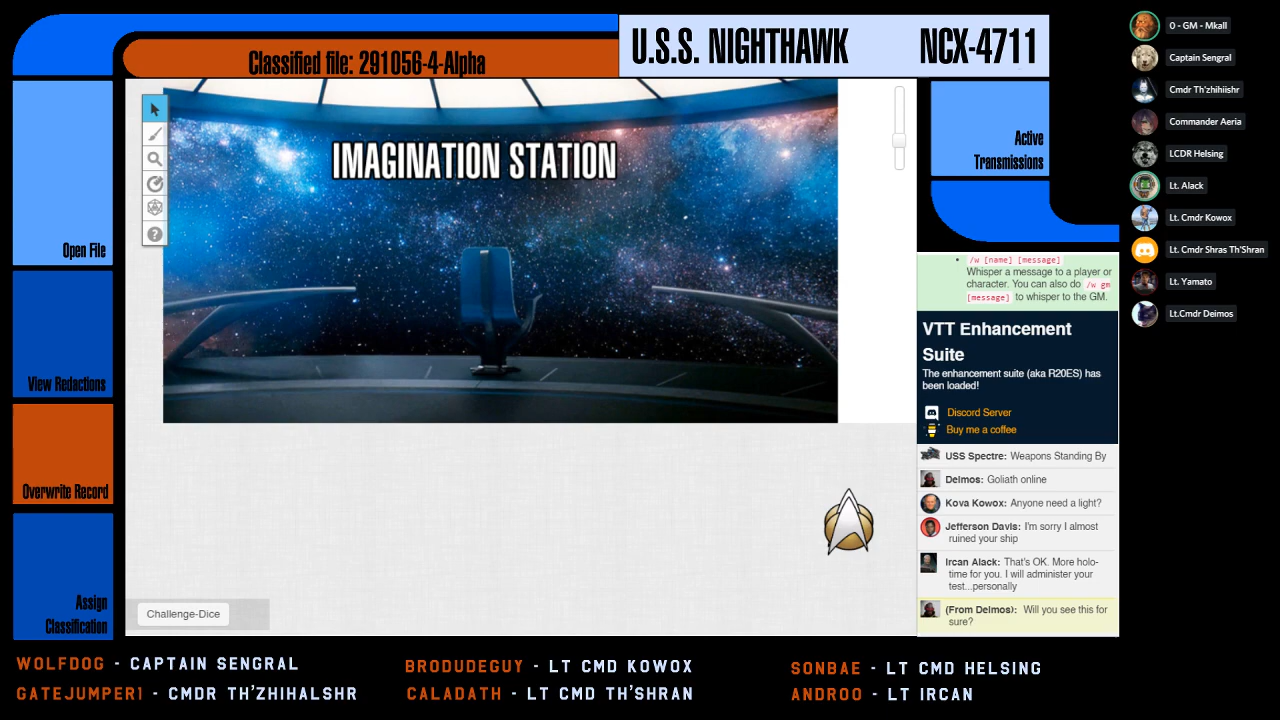 Classified file: 291056-4-Alpha
U.S.S. NIGHTHAWK NCX-4711
Open File
View Redactions
Overwrite Record
Assign
Classification
IMAGINATION STATION
Challenge-Dice
Active
Transmissions
/w [name] [message]
Whisper a message to a player or
character. You can also do /w gm
[message] to whisper to the GM.
VTT Enhancement
Suite
The enhancement suite (aka R20ES) has
been loaded!
Discord Server
Buy me a coffee
USS Spectre: Weapons Standing By
Deimos: Goliath online
Kova Kowox: Anyone need a light?
Jefferson Davis: I'm sorry I almost
ruined your ship
Ircan Alack: That's OK. More holo-
time for you. I will administer your
test...personally
(From Deimos): Will you see this for
sure?
0 - GM - Mkall
Captain Sengral
Cmdr Th'zhihiishr
Commander Aeria
LCDR Helsing
Lt. Alack
Lt. Cmdr Kowox
Lt. Cmdr Shras Th'Shran
Lt. Yamato
Lt.Cmdr Deimos
WOLFDOG - CAPTAIN SENGRAL
GATEJUMPER1 - CMDR TH'ZHIHALSHR
BRODUDEGUY - LT CMD KOWOX
CALADATH - LT CMD TH'SHRAN
SONBAE - LT CMD HELSING
ANDROO - LT IRCAN